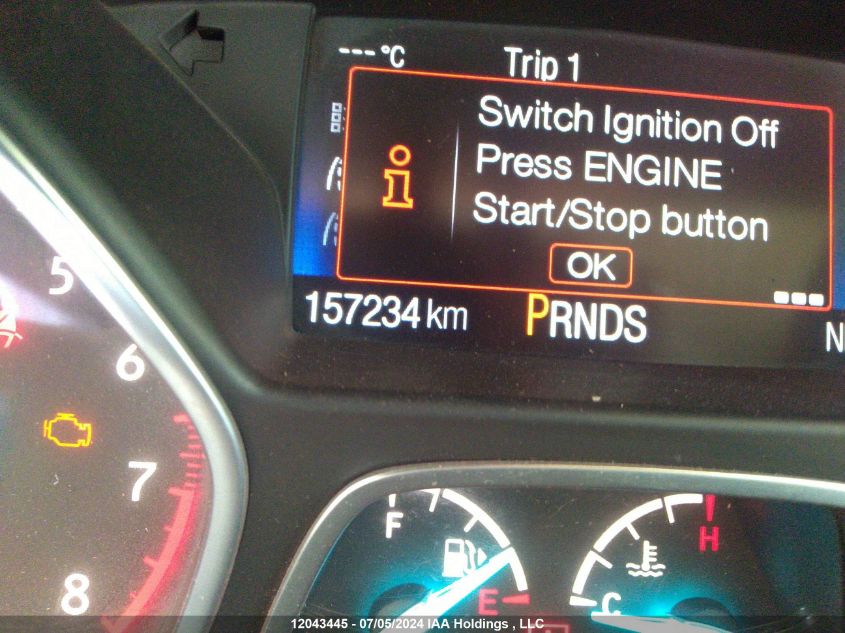 ---°C
Trip 1
Switch Ignition Off
Press ENGINE
Start/Stop button
OK
157234 km
PRNDS
N
5
6
7
8
F
E
H
C
12043445 - 07/05/2024 IAA Holdings , LLC